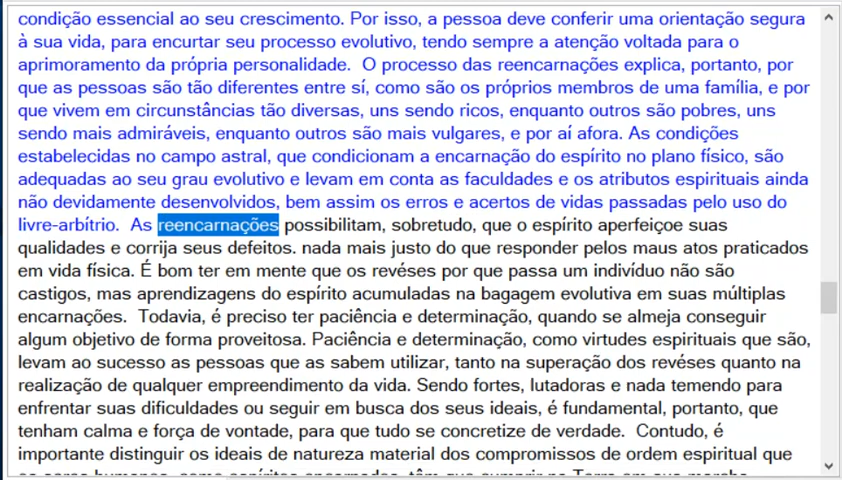 condição essencial ao seu crescimento. Por isso, a pessoa deve conferir uma orientação segura
à sua vida, para encurtar seu processo evolutivo, tendo sempre a atenção voltada para o
aprimoramento da própria personalidade.  O processo das reencarnações explica, portanto, por
que as pessoas são tão diferentes entre sí, como são os próprios membros de uma família, e por
que vivem em circunstâncias tão diversas, uns sendo ricos, enquanto outros são pobres, uns
sendo mais admiráveis, enquanto outros são mais vulgares, e por aí afora. As condições
estabelecidas no campo astral, que condicionam a encarnação do espírito no plano físico, são
adequadas ao seu grau evolutivo e levam em conta as faculdades e os atributos espirituais ainda
não devidamente desenvolvidos, bem assim os erros e acertos de vidas passadas pelo uso do
livre-arbítrio.  As reencarnações possibilitam, sobretudo, que o espírito aperfeiçoe suas
qualidades e corrija seus defeitos. nada mais justo do que responder pelos maus atos praticados
em vida física. É bom ter em mente que os revéses por que passa um indivíduo não são
castigos, mas aprendizagens do espírito acumuladas na bagagem evolutiva em suas múltiplas
encarnações.  Todavia, é preciso ter paciência e determinação, quando se almeja conseguir
algum objetivo de forma proveitosa. Paciência e determinação, como virtudes espirituais que são,
levam ao sucesso as pessoas que as sabem utilizar, tanto na superação dos revéses quanto na
realização de qualquer empreendimento da vida. Sendo fortes, lutadoras e nada temendo para
enfrentar suas dificuldades ou seguir em busca dos seus ideais, é fundamental, portanto, que
tenham calma e força de vontade, para que tudo se concretize de verdade.  Contudo, é
importante distinguir os ideais de natureza material dos compromissos de ordem espiritual que